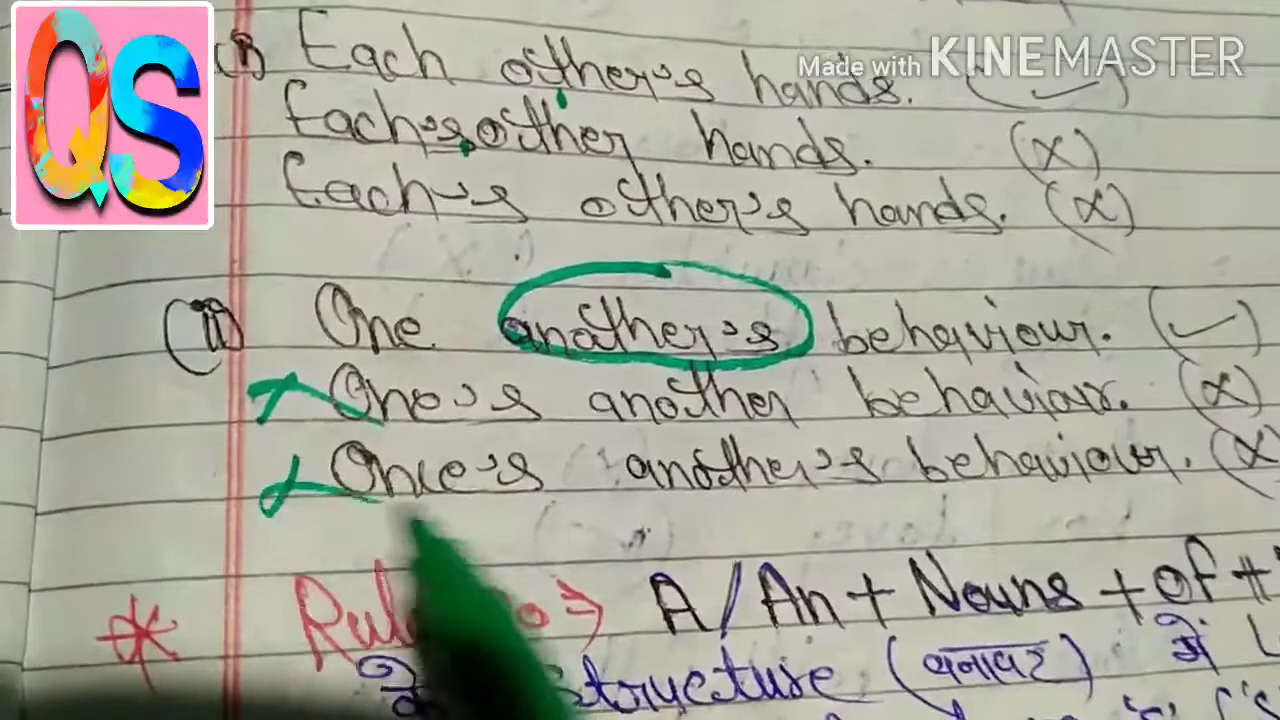 QS
Made with KINEMASTER
(i) Each other's hands. (✓)
Each's other hands. (x)
Each's other's hands. (x)
(ii) One another's behaviour. (✓)
One's another behaviour. (x)
One's another's behaviour. (x)
* A/An + Nouns + of +
के structure (बनावट) में